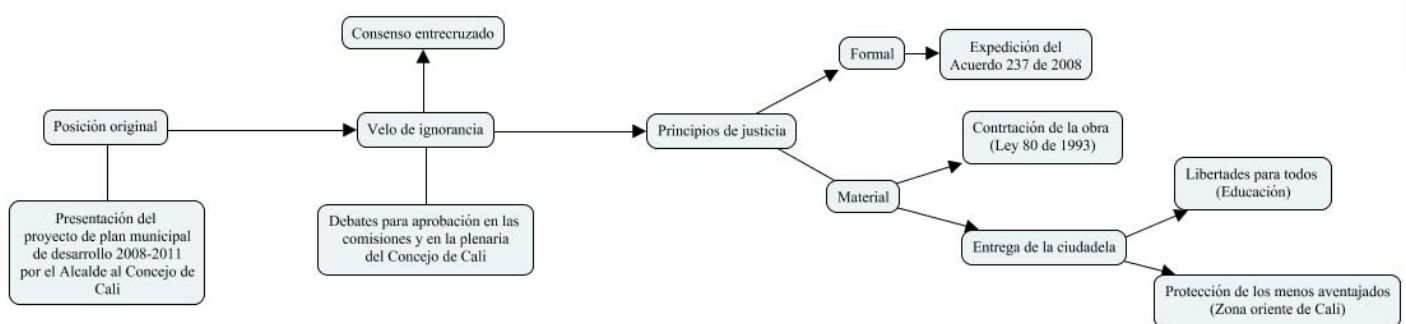 Consenso entrecruzado
Formal
Expedición del
Acuerdo 237 de 2008
Posición original
Velo de ignorancia
Principios de justicia
Contrtación de la obra
(Ley 80 de 1993)
Material
Libertades para todos
(Educación)
Presentación del
proyecto de plan municipal
de desarrollo 2008-2011
por el Alcalde al Concejo de
Cali
Debates para aprobación en las
comisiones y en la plenaria
del Concejo de Cali
Entrega de la ciudadela
Protección de los menos aventajados
(Zona oriente de Cali)